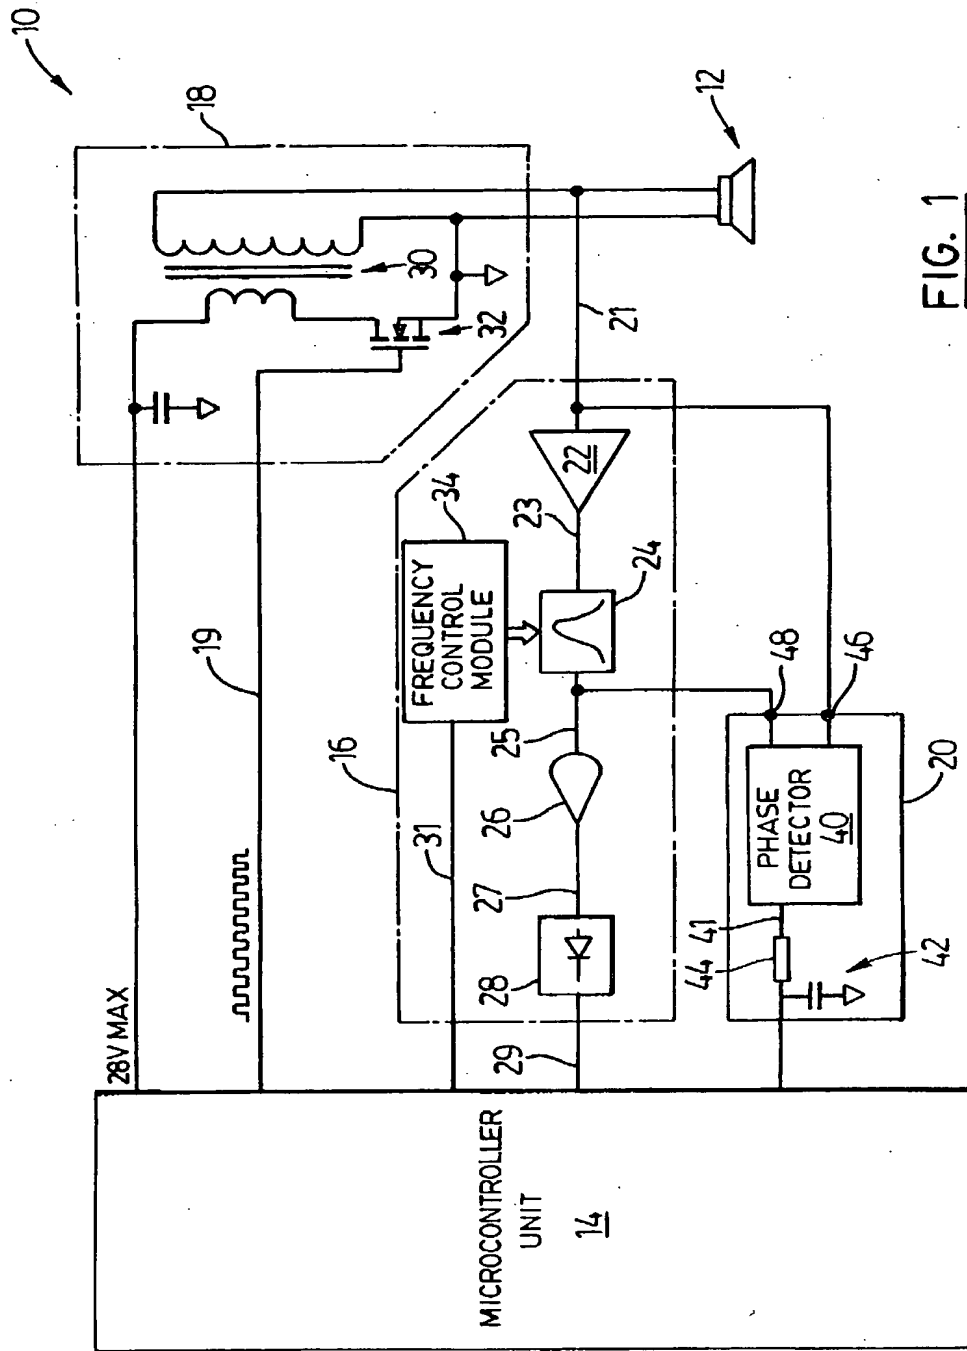 10
18
12
30
32
19
21
28V MAX
34
FREQUENCY
CONTROL
MODULE
22
23
24
16
25
26
27
28
29
31
48
46
PHASE
DETECTOR
40
41
44
42
20
MICROCONTROLLER
UNIT
14
FIG. 1